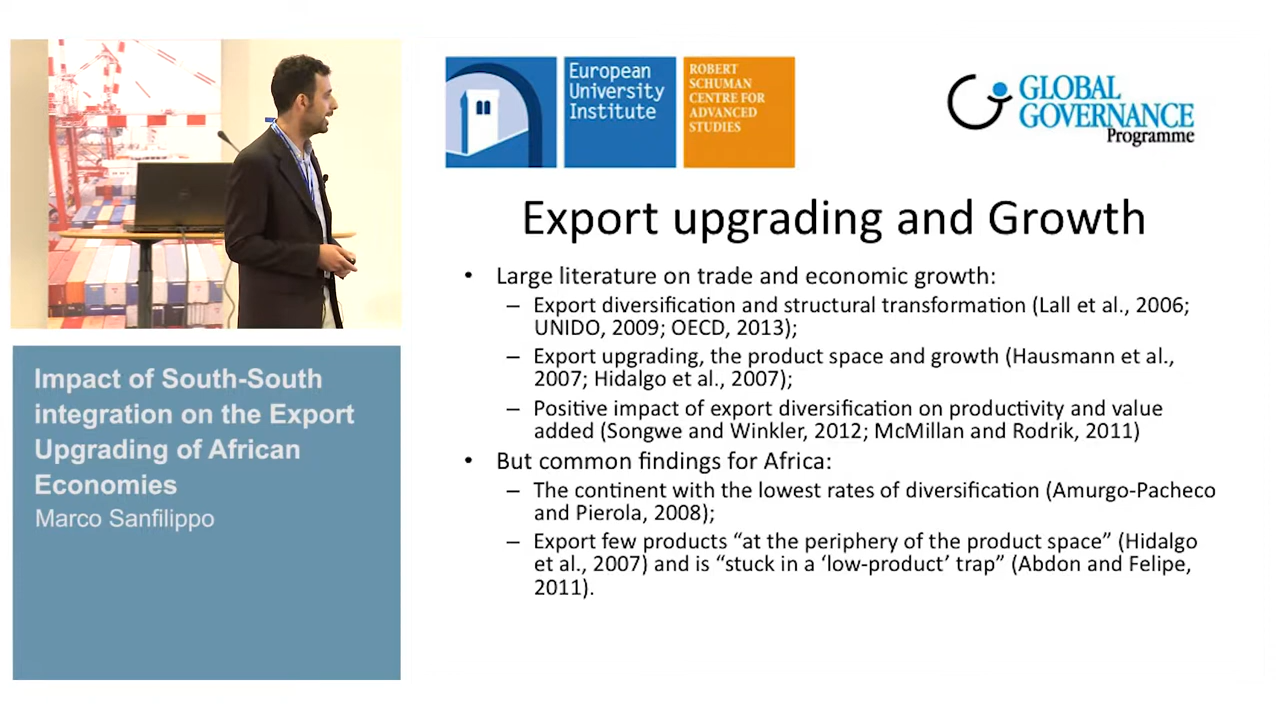 European
University
Institute
ROBERT
SCHUMAN
CENTRE FOR
ADVANCED
STUDIES
GLOBAL
GOVERNANCE
Programme
Export upgrading and Growth
• Large literature on trade and economic growth:
– Export diversification and structural transformation (Lall et al., 2006;
UNIDO, 2009; OECD, 2013);
– Export upgrading, the product space and growth (Hausmann et al.,
2007; Hidalgo et al., 2007);
– Positive impact of export diversification on productivity and value
added (Songwe and Winkler, 2012; McMillan and Rodrik, 2011)
• But common findings for Africa:
– The continent with the lowest rates of diversification (Amurgo-Pacheco
and Pierola, 2008);
– Export few products “at the periphery of the product space” (Hidalgo
et al., 2007) and is “stuck in a ‘low-product’ trap” (Abdon and Felipe,
2011).
Impact of South-South
integration on the Export
Upgrading of African
Economies
Marco Sanfilippo